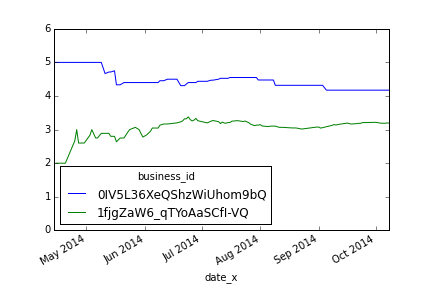 6
5
4
3
2
1
0
business_id
0IV5L36XeQShzWiUhom9bQ
1fjgZaW6_qTYoAaSCfI-VQ
May 2014
Jun 2014
Jul 2014
Aug 2014
Sep 2014
Oct 2014
date_x